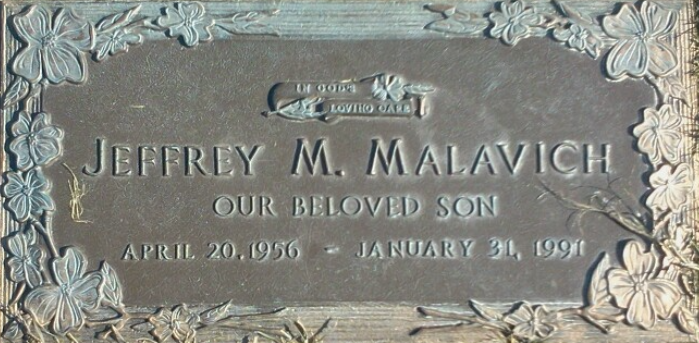 IN GOD'S
LOVING CARE
JEFFREY M. MALAVICH
OUR BELOVED SON
APRIL 20, 1956 - JANUARY 31, 1991